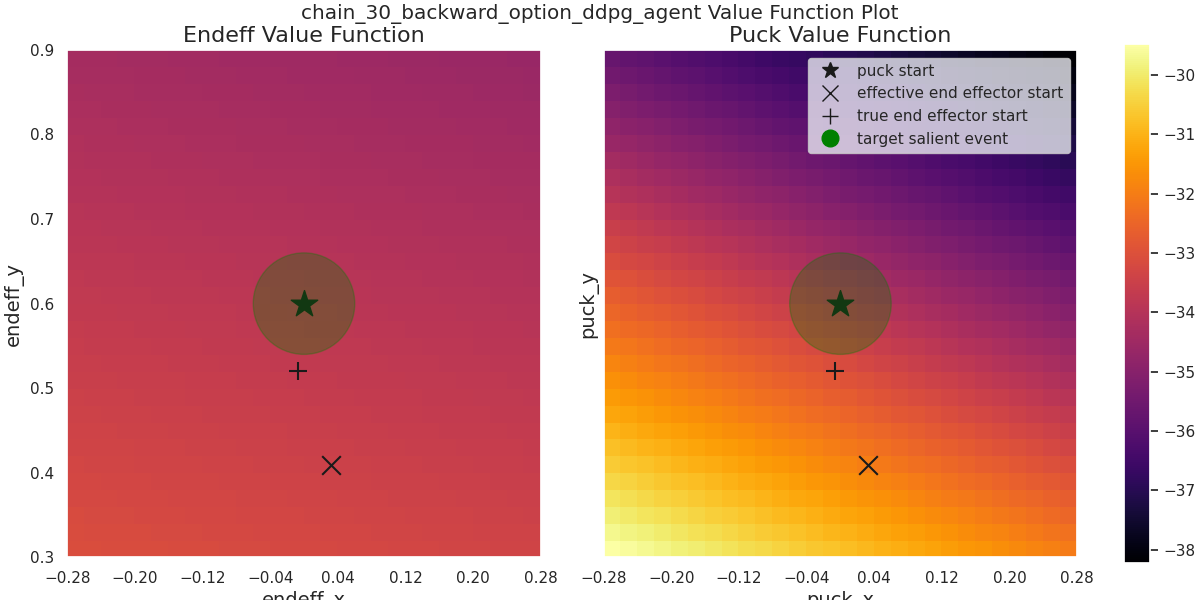 chain_30_backward_option_ddpg_agent Value Function Plot
Endeff Value Function
Puck Value Function
0.9
0.8
0.7
0.6
0.5
0.4
0.3
endeff_y
−0.28 −0.20 −0.12 −0.04 0.04 0.12 0.20 0.28
endeff_x
puck_y
puck start
effective end effector start
true end effector start
target salient event
−0.28 −0.20 −0.12 −0.04 0.04 0.12 0.20 0.28
puck_x
−30
−31
−32
−33
−34
−35
−36
−37
−38